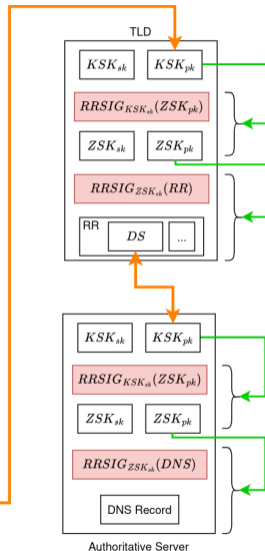 TLD
KSK_sk KSK_pk
RRSIG_KSK_sk(ZSK_pk)
ZSK_sk ZSK_pk
RRSIG_ZSK_sk(RR)
RR
DS ...
KSK_sk KSK_pk
RRSIG_KSK_sk(ZSK_pk)
ZSK_sk ZSK_pk
RRSIG_ZSK_sk(DNS)
DNS Record
Authoritative Server